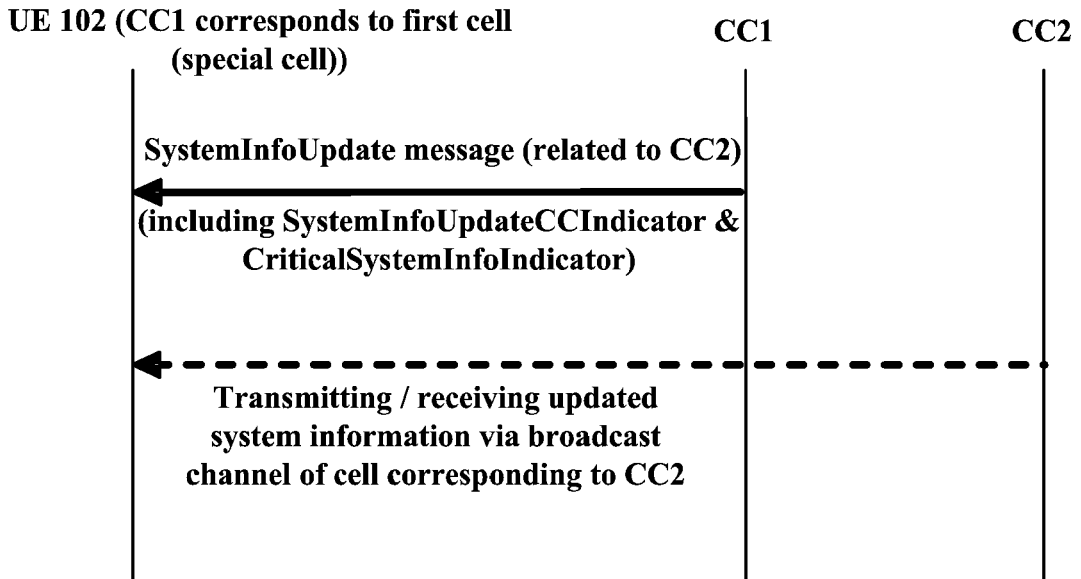 UE 102 (CC1 corresponds to first cell
(special cell))
CC1
CC2
SystemInfoUpdate message (related to CC2)
(including SystemInfoUpdateCCIndicator &
CriticalSystemInfoIndicator)
Transmitting / receiving updated
system information via broadcast
channel of cell corresponding to CC2